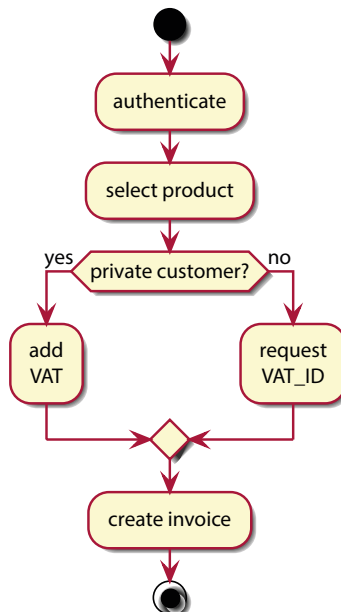 authenticate
select product
yes
private customer?
no
add
VAT
request
VAT_ID
create invoice